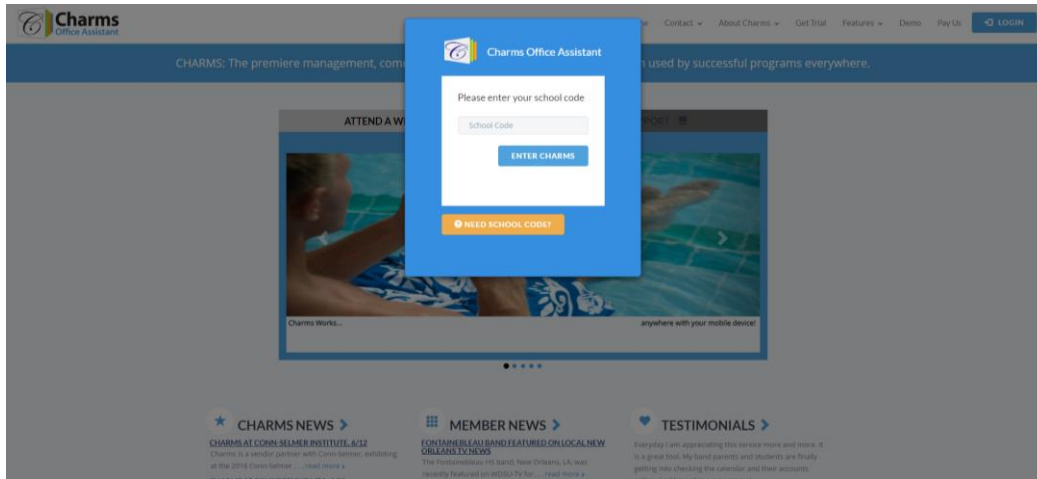 Charms
Office Assistant
Contact
About Charms
Get Trial
Features
Demo
Pay Us
LOGIN
CHARMS: The premiere management,
used by successful programs everywhere.
Charms Office Assistant
Please enter your school code
School Code
ENTER CHARMS
NEED SCHOOL CODE?
ATTEND A
Charms Works...
anywhere with your mobile device!
CHARMS NEWS
CHARMS AT CONN-SELMER INSTITUTE, 6/12
Charms is a vendor partner with Conn-Selmer, exhibiting
at the 2016 Conn-Selmer . . . read more
MEMBER NEWS
FONTAINEBLEAU BAND FEATURED ON LOCAL NEW
ORLEANS TV NEWS
The Fontainebleau HS band, New Orleans, LA, was
recently featured on WDSU-TV for . . . read more
TESTIMONIALS
Everyday I am appreciating this service more and more. It
is a great tool. My band parents and students are finally
getting into checking the calendar and their accounts